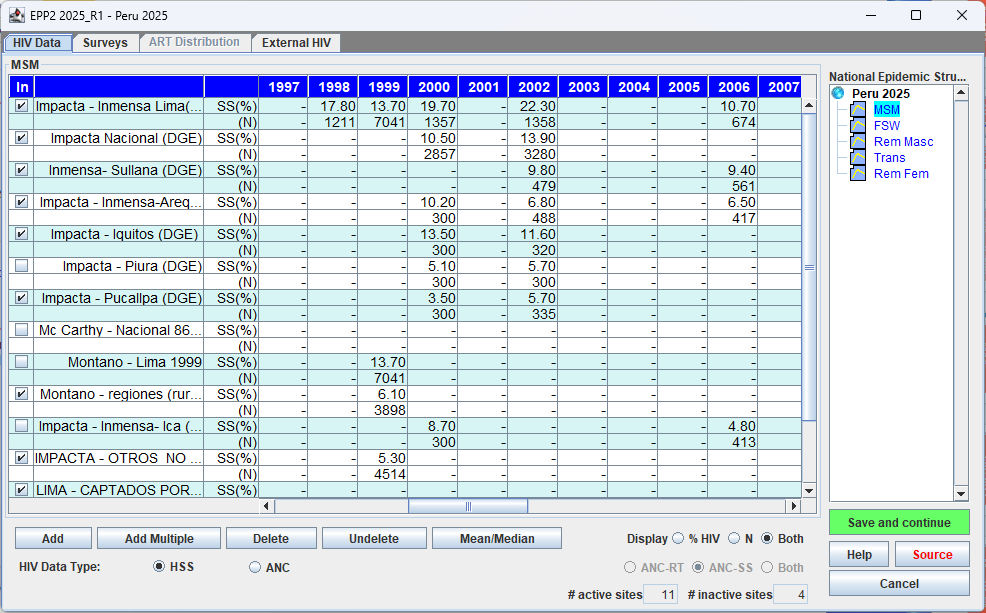 EPP2 2025_R1 - Peru 2025
HIV Data Surveys ART Distribution External HIV
MSM
In 1997 1998 1999 2000 2001 2002 2003 2004 2005 2006 2007
Impacta - Inmensa Lima(... SS(%) - 17.80 13.70 19.70 - 22.30 - - - 10.70
(N) - 1211 7041 1357 - 1358 - - - 674
Impacta Nacional (DGE) SS(%) - - - 10.50 - 13.90 - - - -
(N) - - - 2857 - 3280 - - - -
Inmensa- Sullana (DGE) SS(%) - - - - - 9.80 - - - 9.40
(N) - - - - - 479 - - - 561
Impacta - Inmensa-Areq... SS(%) - - - 10.20 - 6.80 - - - 6.50
(N) - - - 300 - 488 - - - 417
Impacta - Iquitos (DGE) SS(%) - - - 13.50 - 11.60 - - - -
(N) - - - 300 - 320 - - - -
Impacta - Piura (DGE) SS(%) - - - 5.10 - 5.70 - - - -
(N) - - - 300 - 300 - - - -
Impacta - Pucallpa (DGE) SS(%) - - - 3.50 - 5.70 - - - -
(N) - - - 300 - 335 - - - -
Mc Carthy - Nacional 86... SS(%) - - - - - - - - - -
(N) - - - - - - - - - -
Montano - Lima 1999 SS(%) - - 13.70 - - - - - - -
(N) - - 7041 - - - - - - -
Montano - regiones (rur... SS(%) - - 6.10 - - - - - - -
(N) - - 3898 - - - - - - -
Impacta - Inmensa- Ica (... SS(%) - - - 8.70 - - - - - 4.80
(N) - - - 300 - - - - - 413
IMPACTA - OTROS NO ... SS(%) - - 5.30 - - - - - - -
(N) - - 4514 - - - - - - -
LIMA - CAPTADOS POR... SS(%) - - - - - - - - - -
National Epidemic Stru...
Peru 2025
MSM
FSW
Rem Masc
Trans
Rem Fem
Add Add Multiple Delete Undelete Mean/Median
Display % HIV N Both
HIV Data Type: HSS ANC
ANC-RT ANC-SS Both
# active sites 11 # inactive sites 4
Save and continue
Help Source
Cancel